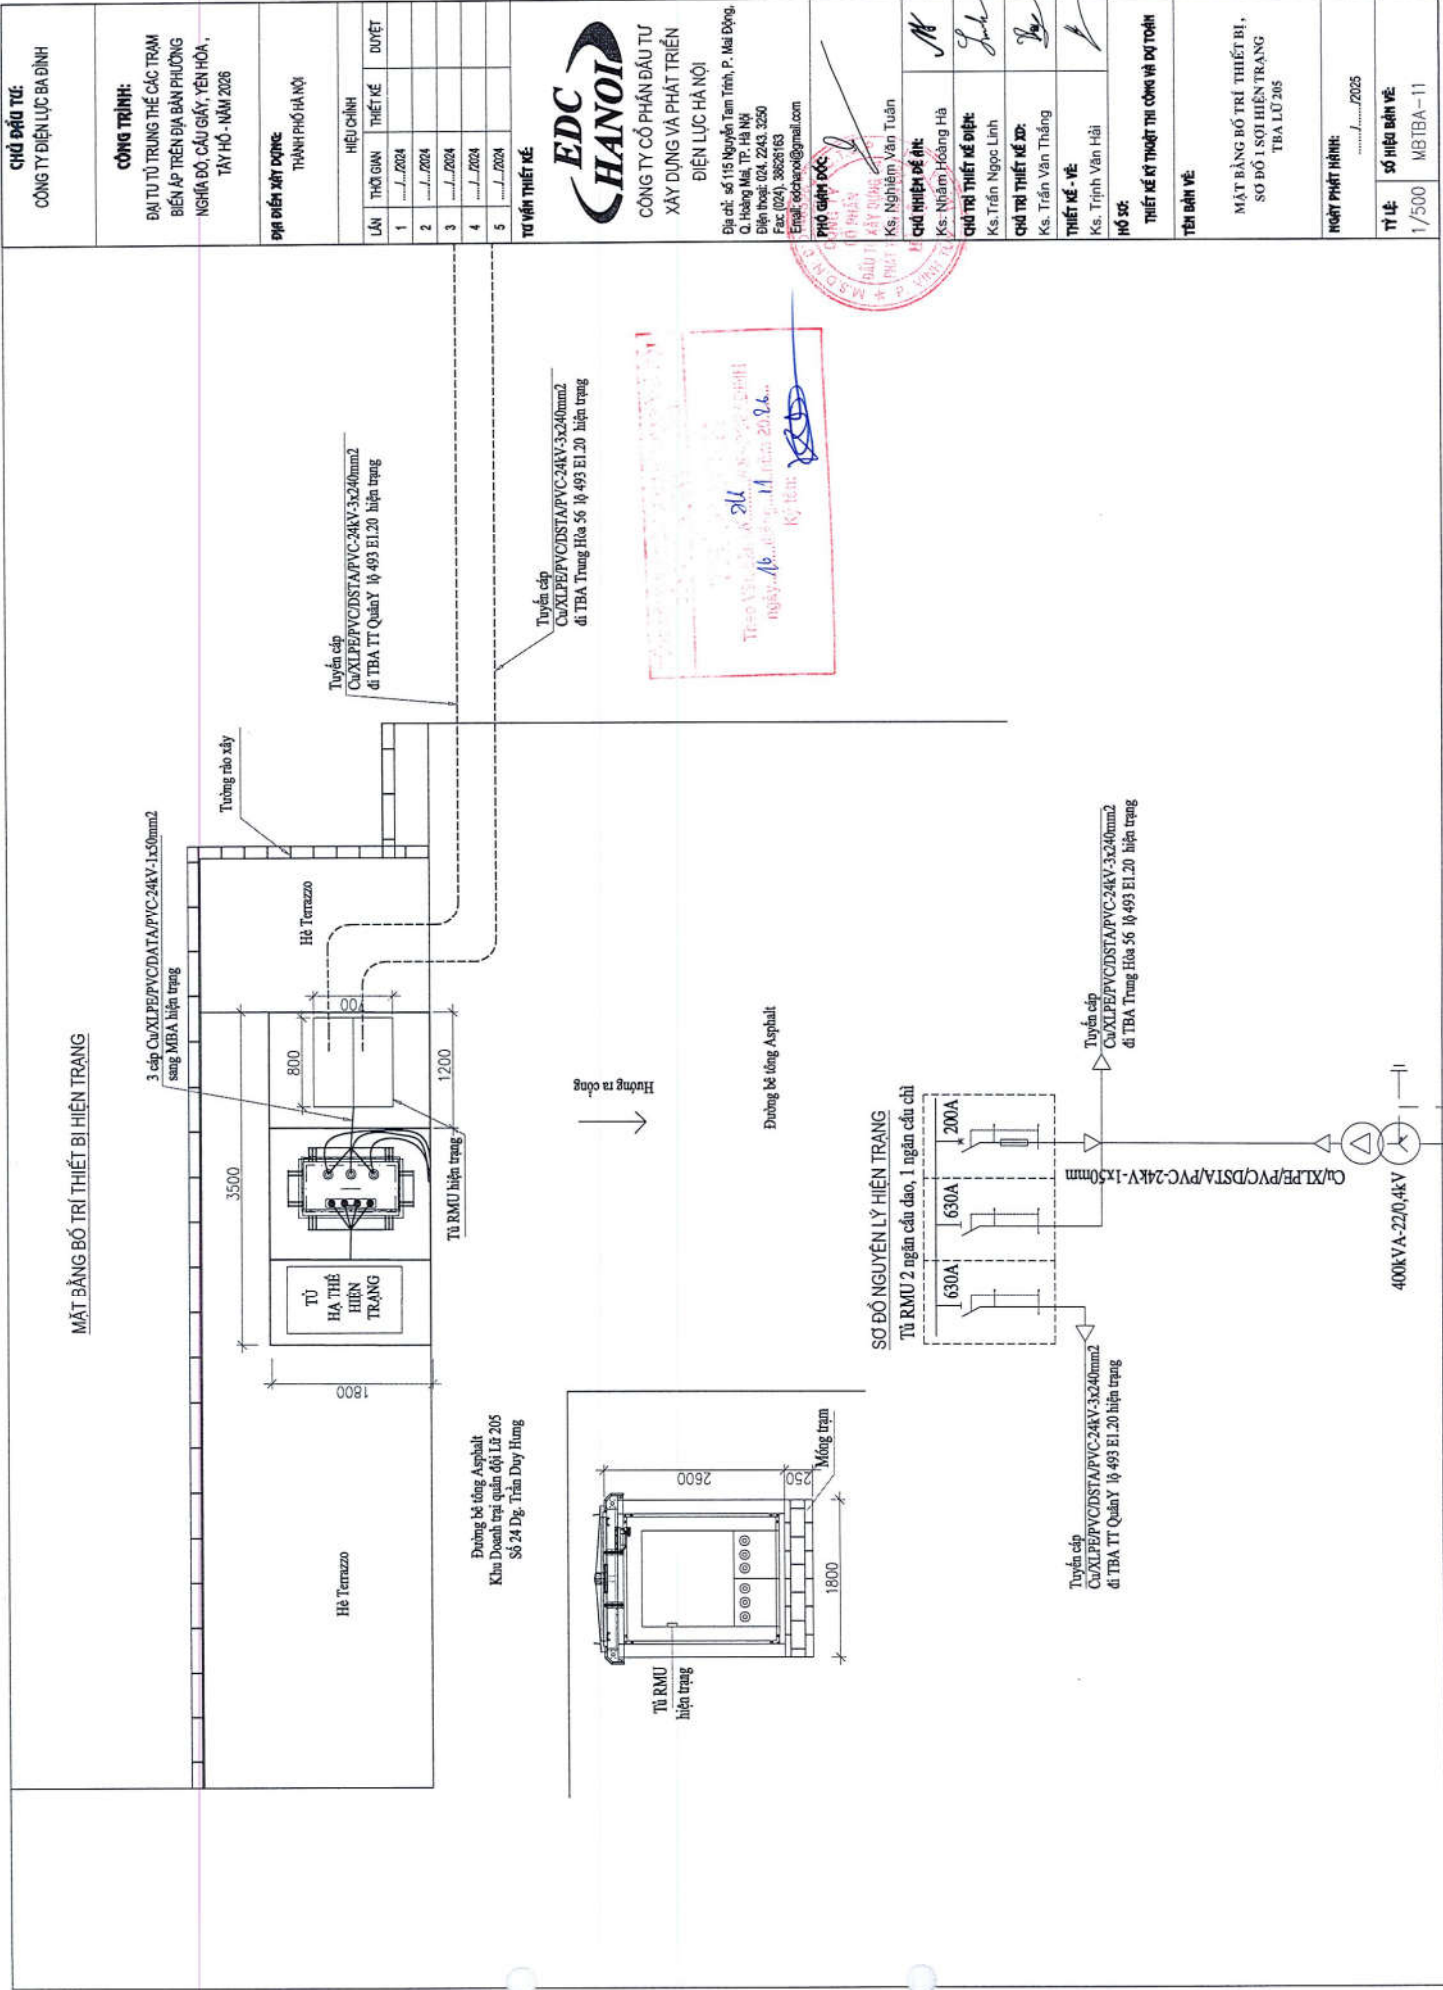 MẶT BẰNG BỐ TRÍ THIẾT BỊ HIỆN TRẠNG
3 cáp Cu/XLPE/PVC/DATA/PVC-24kV-1x50mm2
sang MBA hiện trạng
Tường rào xây
Hè Terrazzo
Hè Terrazzo
3500
800
700
1200
1800
TỦ
HẠ THẾ
HIỆN
TRẠNG
Tủ RMU hiện trạng
Tuyến cáp
Cu/XLPE/PVC/DSTA/PVC-24kV-3x240mm2
đi TBA TT QuânY lộ 493 E1.20 hiện trạng
Tuyến cáp
Cu/XLPE/PVC/DSTA/PVC-24kV-3x240mm2
đi TBA Trung Hòa 56 lộ 493 E1.20 hiện trạng
Đường bê tông Asphalt
Khu Doanh trại quân đội Lữ 205
Số 24 Dg. Trần Duy Hưng
Hướng ra cổng
Đường bê tông Asphalt
2600
250
1800
Móng trạm
Tủ RMU
hiện trạng
SƠ ĐỒ NGUYÊN LÝ HIỆN TRẠNG
Tủ RMU 2 ngăn cầu dao, 1 ngăn cầu chì
630A
630A
200A
Tuyến cáp
Cu/XLPE/PVC/DSTA/PVC-24kV-3x240mm2
đi TBA TT QuânY lộ 493 E1.20 hiện trạng
Tuyến cáp
Cu/XLPE/PVC/DSTA/PVC-24kV-3x240mm2
đi TBA Trung Hòa 56 lộ 493 E1.20 hiện trạng
Cu/XLPE/PVC/DSTA/PVC-24kV-1x50mm
400kVA-22/0,4kV
ngày 16 tháng 11 năm 2026
Ký tên:
CHỦ ĐẦU TƯ:
CÔNG TY ĐIỆN LỰC BA ĐÌNH
CÔNG TRÌNH:
ĐẠI TU TỦ TRUNG THẾ CÁC TRẠM
BIẾN ÁP TRÊN ĐỊA BÀN PHƯỜNG
NGHĨA ĐÔ, CẦU GIẤY, YÊN HÒA,
TÂY HỒ - NĂM 2026
ĐỊA ĐIỂM XÂY DỰNG:
THÀNH PHỐ HÀ NỘI
HIỆU CHỈNH
LẦN THỜI GIAN THIẾT KẾ DUYỆT
1 ..../..../2024
2 ..../..../2024
3 ..../..../2024
4 ..../..../2024
5 ..../..../2024
TƯ VẤN THIẾT KẾ:
EDC
HANOI
CÔNG TY CỔ PHẦN ĐẦU TƯ
XÂY DỰNG VÀ PHÁT TRIỂN
ĐIỆN LỰC HÀ NỘI
Địa chỉ: số 115 Nguyễn Tam Trinh, P. Mai Động,
Q. Hoàng Mai, TP. Hà Nội
Điện thoại: 024. 2243. 3250
Fac: (024). 38621163
Email: edchanoi@gmail.com
PHÓ GIÁM ĐỐC:
Ks. Nghiêm Văn Tuân
CHỦ NHIỆM ĐỀ ÁN:
Ks. Nhâm Hoàng Hà
CHỦ TRÌ THIẾT KẾ ĐIỆN:
Ks.Trần Ngọc Linh
CHỦ TRÌ THIẾT KẾ XD:
Ks. Trần Văn Thắng
THIẾT KẾ - VẼ:
Ks. Trịnh Văn Hải
HỒ SƠ:
THIẾT KẾ KỸ THUẬT THI CÔNG VÀ DỰ TOÁN
TÊN BẢN VẼ:
MẶT BẰNG BỐ TRÍ THIẾT BỊ,
SƠ ĐỒ 1 SỢI HIỆN TRẠNG
TBA LỮ 205
NGÀY PHÁT HÀNH:
......../......../2025
TỶ LỆ: SỐ HIỆU BẢN VẼ:
1/500 MBTBA-11